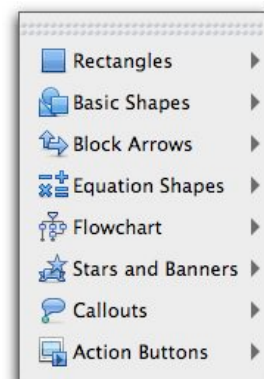 Rectangles
Basic Shapes
Block Arrows
Equation Shapes
Flowchart
Stars and Banners
Callouts
Action Buttons